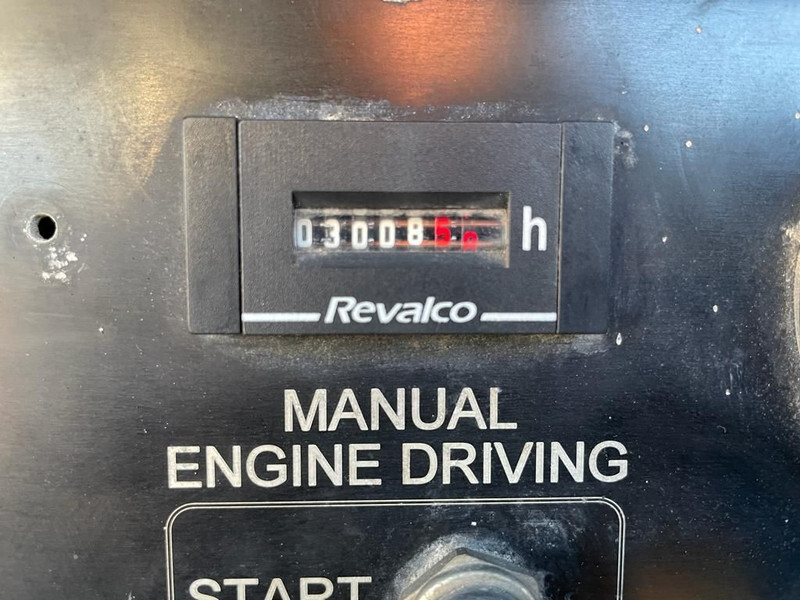 03008 h
Revalco
MANUAL
ENGINE DRIVING
START